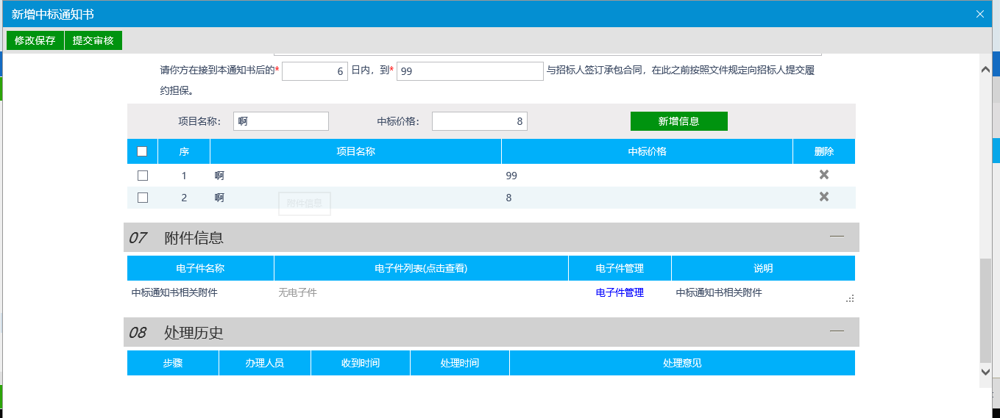 新增中标通知书
修改保存 提交审核
请你方在接到本通知书后的* 6 日内，到* 99 与招标人签订承包合同，在此之前按照文件规定向招标人提交履
约担保。
项目名称： 啊 中标价格： 8 新增信息
序 项目名称 中标价格 删除
1 啊 99
2 啊 8
附件信息
07 附件信息
电子件名称 电子件列表(点击查看) 电子件管理 说明
中标通知书相关附件 无电子件 电子件管理 中标通知书相关附件
08 处理历史
步骤 办理人员 收到时间 处理时间 处理意见